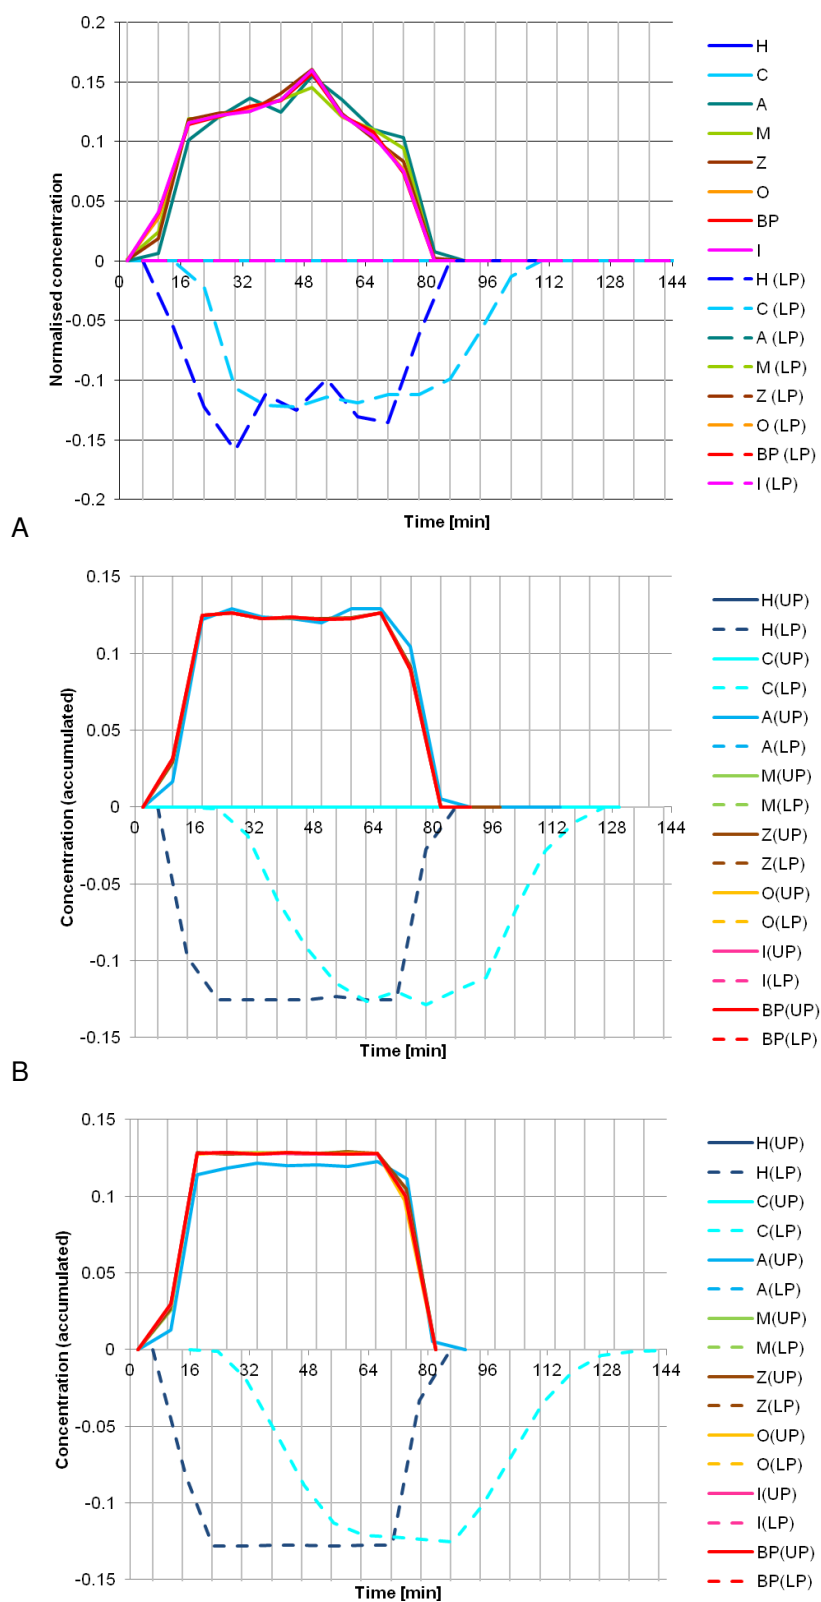 0.2
0.15
0.1
0.05
0
-0.05
-0.1
-0.15
-0.2
Normalised concentration
0 16 32 48 64 80 96 112 128 144
Time [min]
H
C
A
M
Z
O
BP
I
H (LP)
C (LP)
A (LP)
M (LP)
Z (LP)
O (LP)
BP (LP)
I (LP)
A
0.15
0.1
0.05
0
-0.05
-0.1
-0.15
Concentration (accumulated)
0 16 32 48 64 80 96 112 128 144
Time [min]
H(UP)
H(LP)
C(UP)
C(LP)
A(UP)
A(LP)
M(UP)
M(LP)
Z(UP)
Z(LP)
O(UP)
O(LP)
I(UP)
I(LP)
BP(UP)
BP(LP)
B
0.15
0.1
0.05
0
-0.05
-0.1
-0.15
Concentration (accumulated)
0 16 32 48 64 80 96 112 128 144
Time [min]
H(UP)
H(LP)
C(UP)
C(LP)
A(UP)
A(LP)
M(UP)
M(LP)
Z(UP)
Z(LP)
O(UP)
O(LP)
I(UP)
I(LP)
BP(UP)
BP(LP)
C